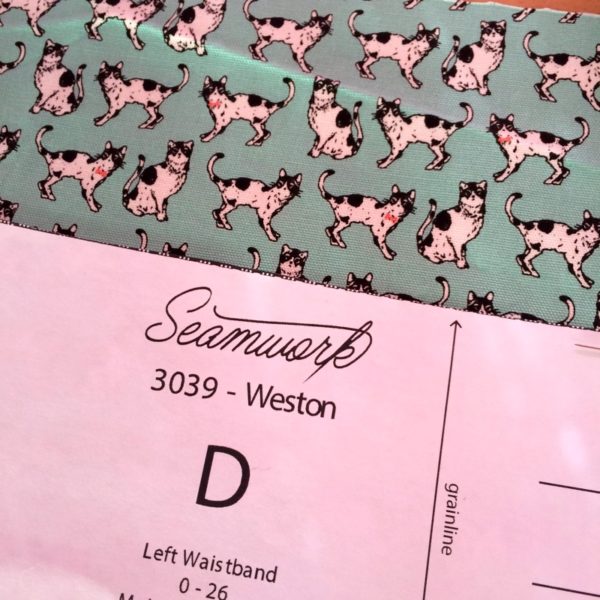 Seamwork
3039 - Weston
D
Left Waistband
0 - 26
grainline